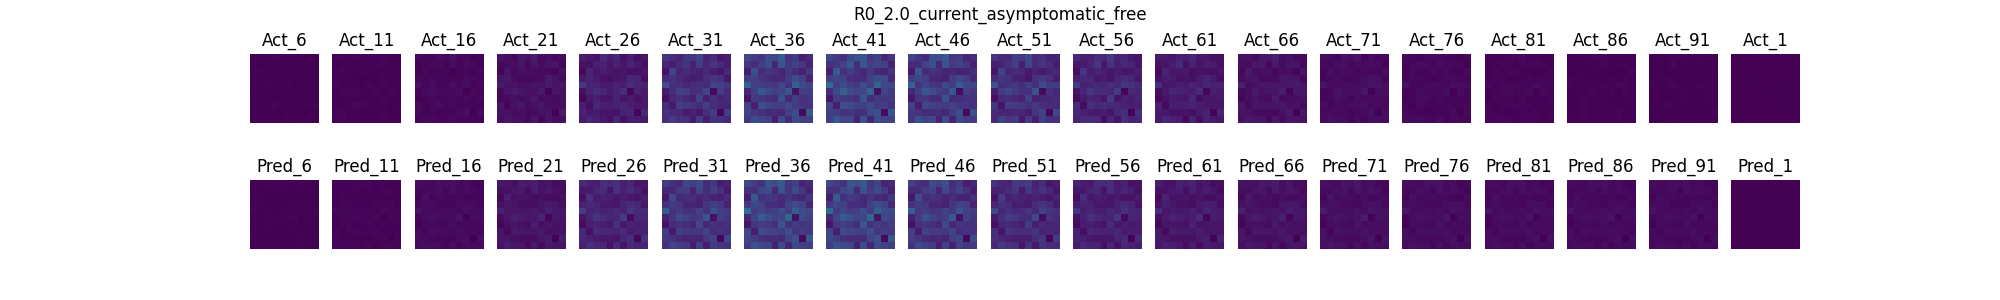 R0_2.0_current_asymptomatic_free
Act_6 Act_11 Act_16 Act_21 Act_26 Act_31 Act_36 Act_41 Act_46 Act_51 Act_56 Act_61 Act_66 Act_71 Act_76 Act_81 Act_86 Act_91 Act_1
Pred_6 Pred_11 Pred_16 Pred_21 Pred_26 Pred_31 Pred_36 Pred_41 Pred_46 Pred_51 Pred_56 Pred_61 Pred_66 Pred_71 Pred_76 Pred_81 Pred_86 Pred_91 Pred_1